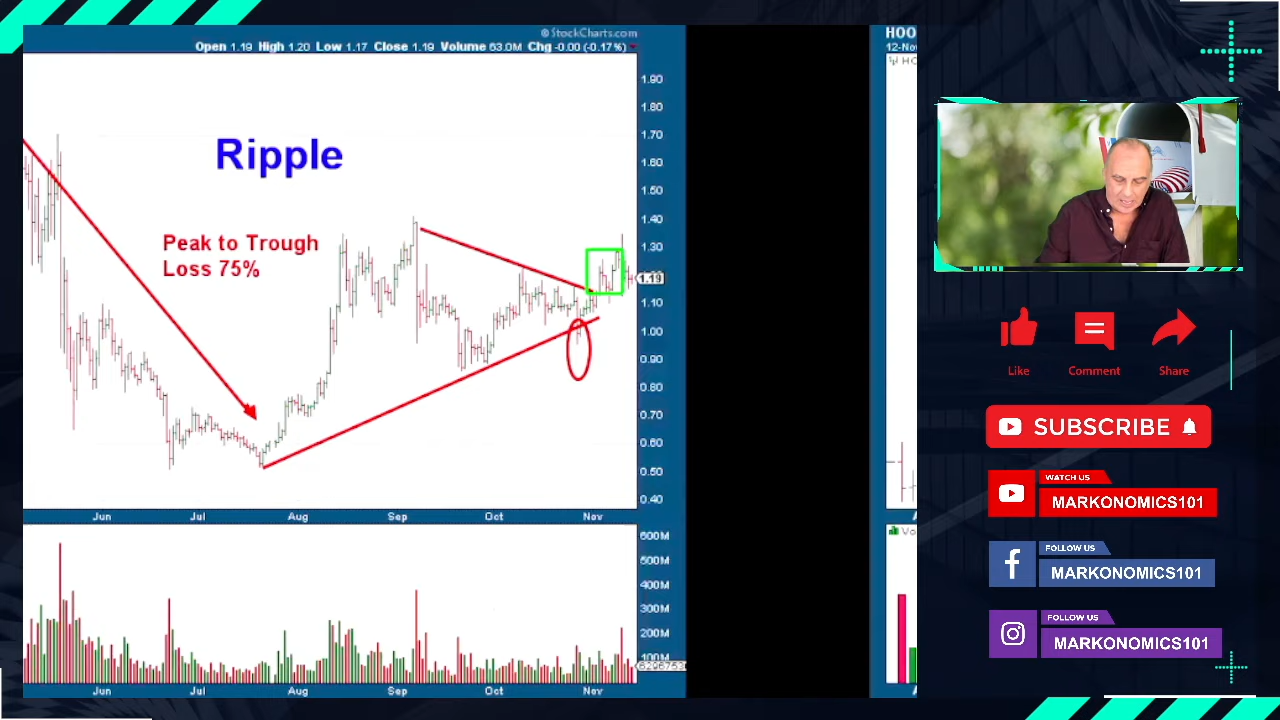 © StockCharts.com
Open 1.19 High 1.20 Low 1.17 Close 1.19 Volume 63.0M Chg -0.00 (-0.17%)
HOO
12-Nov
Ripple
Peak to Trough
Loss 75%
1.90
1.80
1.70
1.60
1.50
1.40
1.30
1.19
1.10
1.00
0.90
0.80
0.70
0.60
0.50
0.40
Jun Jul Aug Sep Oct Nov
600M
500M
400M
300M
200M
100M
Jun Jul Aug Sep Oct Nov
Vo
Like
Comment
Share
SUBSCRIBE
WATCH US
MARKONOMICS101
FOLLOW US
MARKONOMICS101
FOLLOW US
MARKONOMICS101